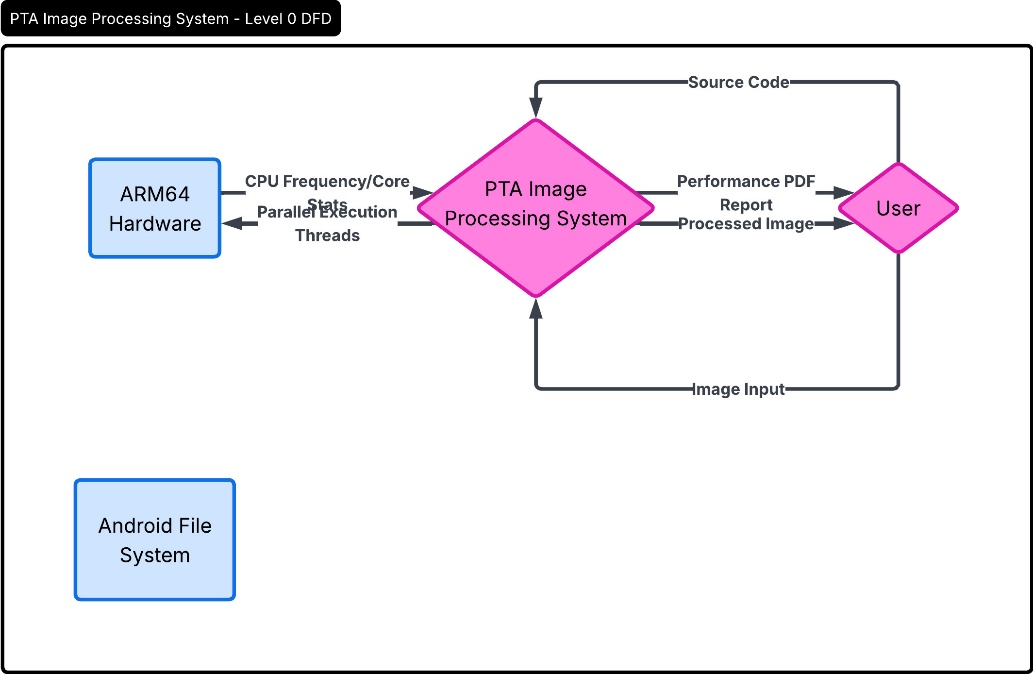 PTA Image Processing System - Level 0 DFD
Source Code
ARM64
Hardware
CPU Frequency/Core
Stats
Parallel Execution
Threads
PTA Image
Processing System
Performance PDF
Report
Processed Image
User
Image Input
Android File
System